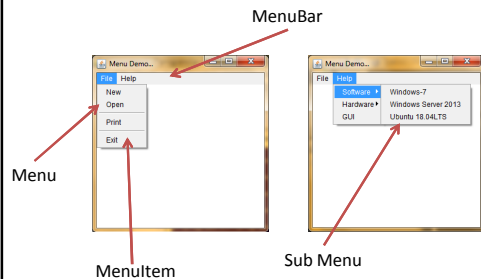 MenuBar
Menu Demo...
File Help
New
Open
Print
Exit
Menu
MenuItem
Menu Demo...
File Help
Software Windows-7
Hardware Windows Server 2013
GUI Ubuntu 18.04LTS
Sub Menu